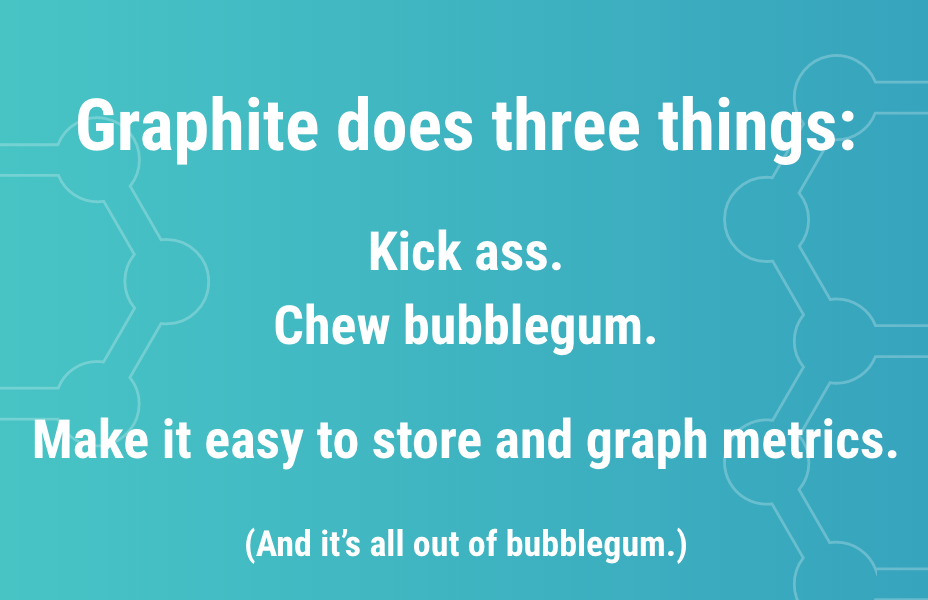 Graphite does three things:
Kick ass.
Chew bubblegum.
Make it easy to store and graph metrics.
(And it’s all out of bubblegum.)